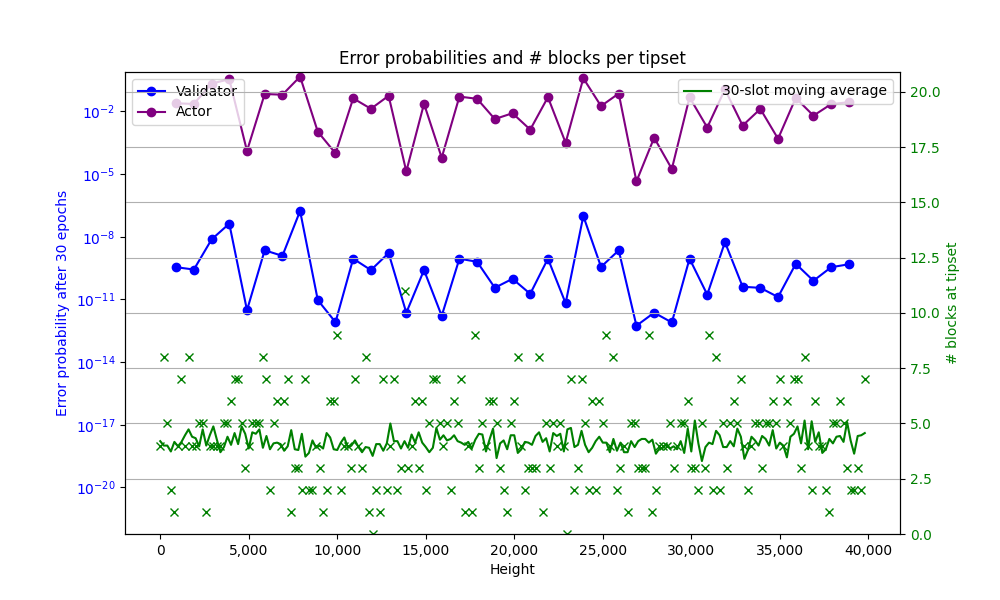 Error probabilities and # blocks per tipset
Validator
Actor
30-slot moving average
Error probability after 30 epochs
10⁻²
10⁻⁵
10⁻⁸
10⁻¹¹
10⁻¹⁴
10⁻¹⁷
10⁻²⁰
# blocks at tipset
20.0
17.5
15.0
12.5
10.0
7.5
5.0
2.5
0.0
0 5,000 10,000 15,000 20,000 25,000 30,000 35,000 40,000
Height